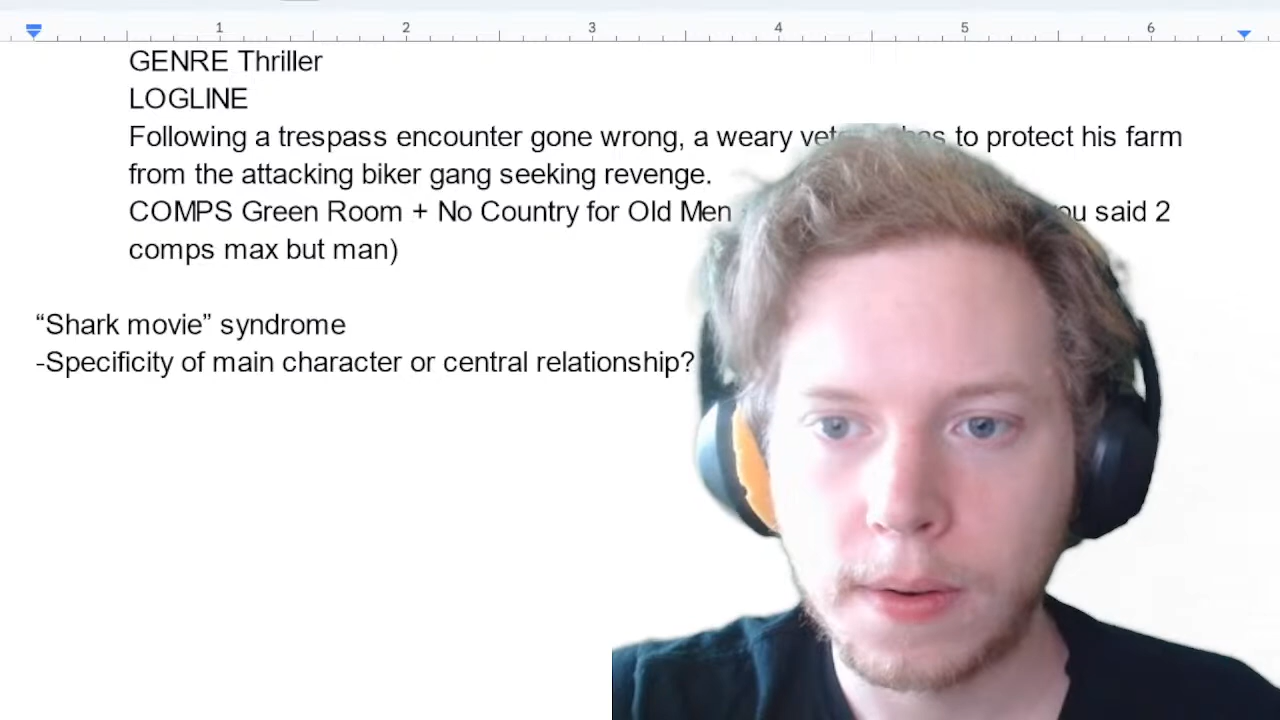 1 2 3 4 5 6
GENRE Thriller
LOGLINE
Following a trespass encounter gone wrong, a weary has to protect his farm
from the attacking biker gang seeking revenge.
COMPS Green Room + No Country for Old Men said 2
comps max but man)
“Shark movie” syndrome
-Specificity of main character or central relationship?